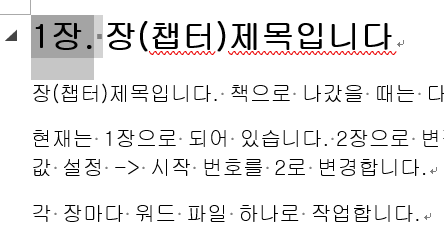 1장. 장(챕터)제목입니다
장(챕터)제목입니다. 책으로 나갔을 때는 다
현재는 1장으로 되어 있습니다. 2장으로 변
값 설정 -> 시작 번호를 2로 변경합니다.
각 장마다 워드 파일 하나로 작업합니다.